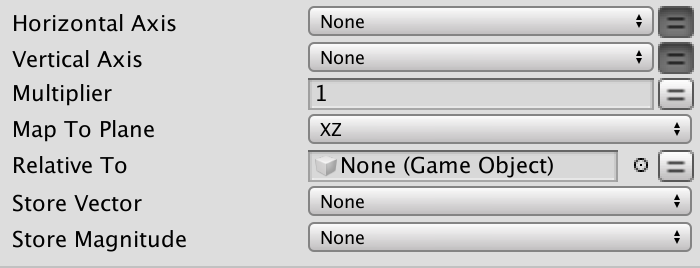 Horizontal Axis None
Vertical Axis None
Multiplier 1
Map To Plane XZ
Relative To None (Game Object)
Store Vector None
Store Magnitude None